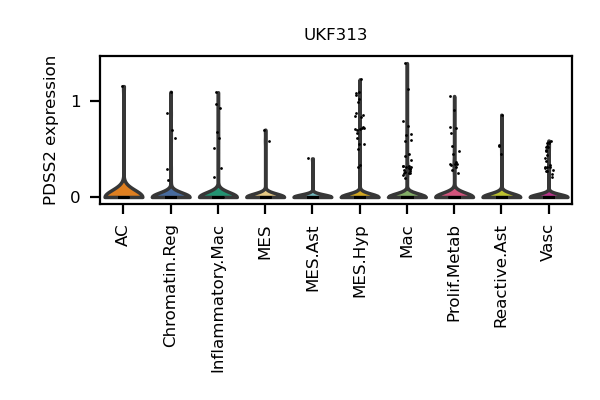 UKF313
PDSS2 expression
1
0
AC
Chromatin.Reg
Inflammatory.Mac
MES
MES.Ast
MES.Hyp
Mac
Prolif.Metab
Reactive.Ast
Vasc